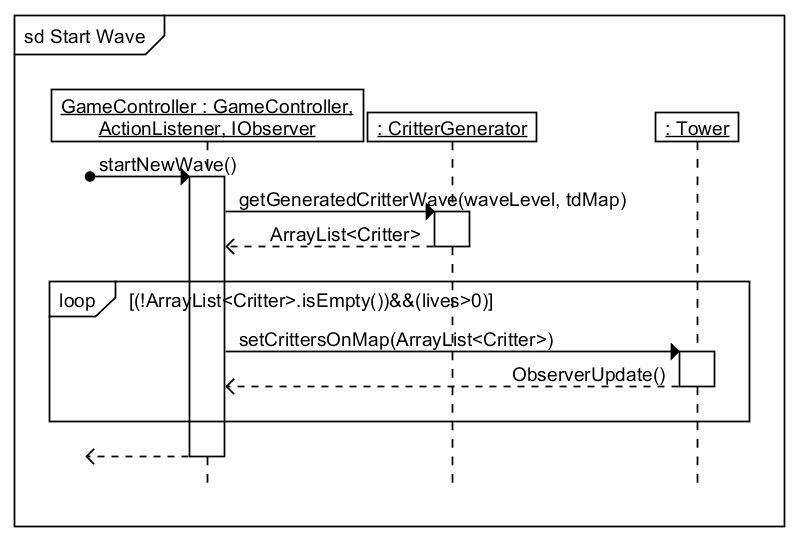 sd Start Wave
GameController : GameController,
ActionListener, IObserver
: CritterGenerator
: Tower
startNewWave()
getGeneratedCritterWave(waveLevel, tdMap)
ArrayList<Critter>
loop
[(!ArrayList<Critter>.isEmpty())&&(lives>0)]
setCrittersOnMap(ArrayList<Critter>)
ObserverUpdate()